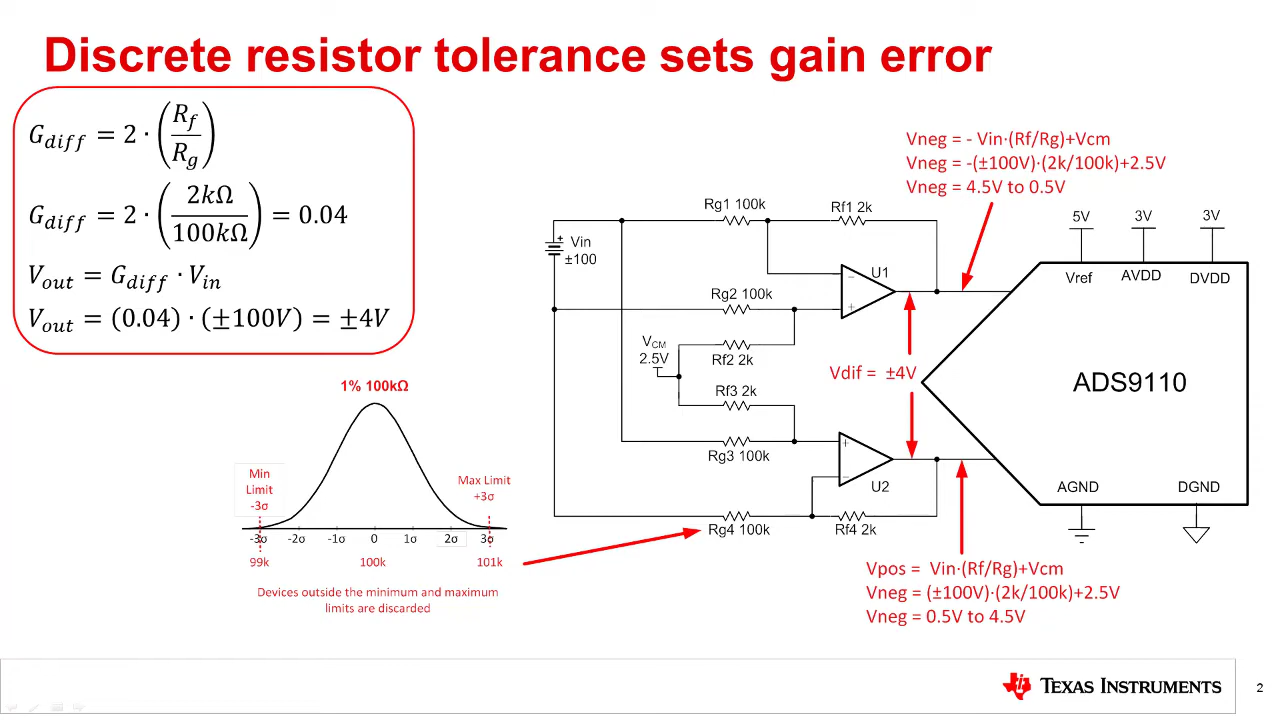 Discrete resistor tolerance sets gain error
G_diff = 2 · (R_f / R_g)
G_diff = 2 · (2kΩ / 100kΩ) = 0.04
V_out = G_diff · V_in
V_out = (0.04) · (±100V) = ±4V
1% 100kΩ
Min
Limit
-3σ
Max Limit
+3σ
-3σ -2σ -1σ 0 1σ 2σ 3σ
99k 100k 101k
Devices outside the minimum and maximum
limits are discarded
Vneg = - Vin·(Rf/Rg)+Vcm
Vneg = -(±100V)·(2k/100k)+2.5V
Vneg = 4.5V to 0.5V
Rg1 100k
Rf1 2k
+
Vin
±100
U1
−
+
Rg2 100k
V_CM
2.5V
Rf2 2k
Rf3 2k
Rg3 100k
+
−
U2
Rg4 100k
Rf4 2k
Vdif = ±4V
5V 3V 3V
Vref AVDD DVDD
ADS9110
AGND DGND
Vpos = Vin·(Rf/Rg)+Vcm
Vneg = (±100V)·(2k/100k)+2.5V
Vneg = 0.5V to 4.5V
TEXAS INSTRUMENTS
2